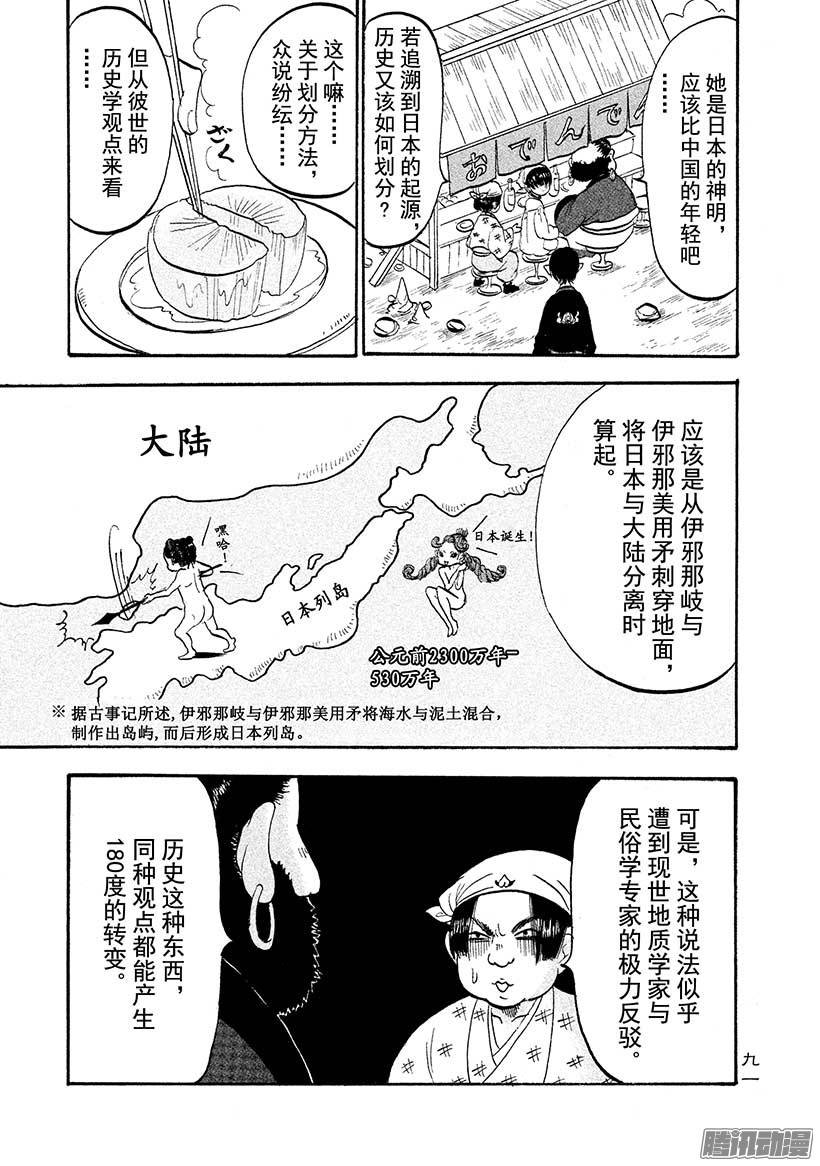 她是日本的神明，
应该比中国的年轻吧
……
若追溯到日本的起源，
历史又该如何划分？
おでんでん
这个嘛……
关于划分方法，
众说纷纭……
ざく
但从彼世的
历史学观点来看
……
应该是从伊邪那岐与
伊邪那美用矛刺穿地面，
将日本与大陆分离时
算起。
大陆
日本诞生！
嘿
哈！
日本列岛
公元前2300万年-
530万年
※ 据古事记所述，伊邪那岐与伊邪那美用矛将海水与泥土混合，
制作出岛屿，而后形成日本列岛。
可是，这种说法似乎
遭到现世地质学家与
民俗学专家的极力反驳。
历史这种东西，
同种观点都能产生
180度的转变。
九一
腾讯动漫